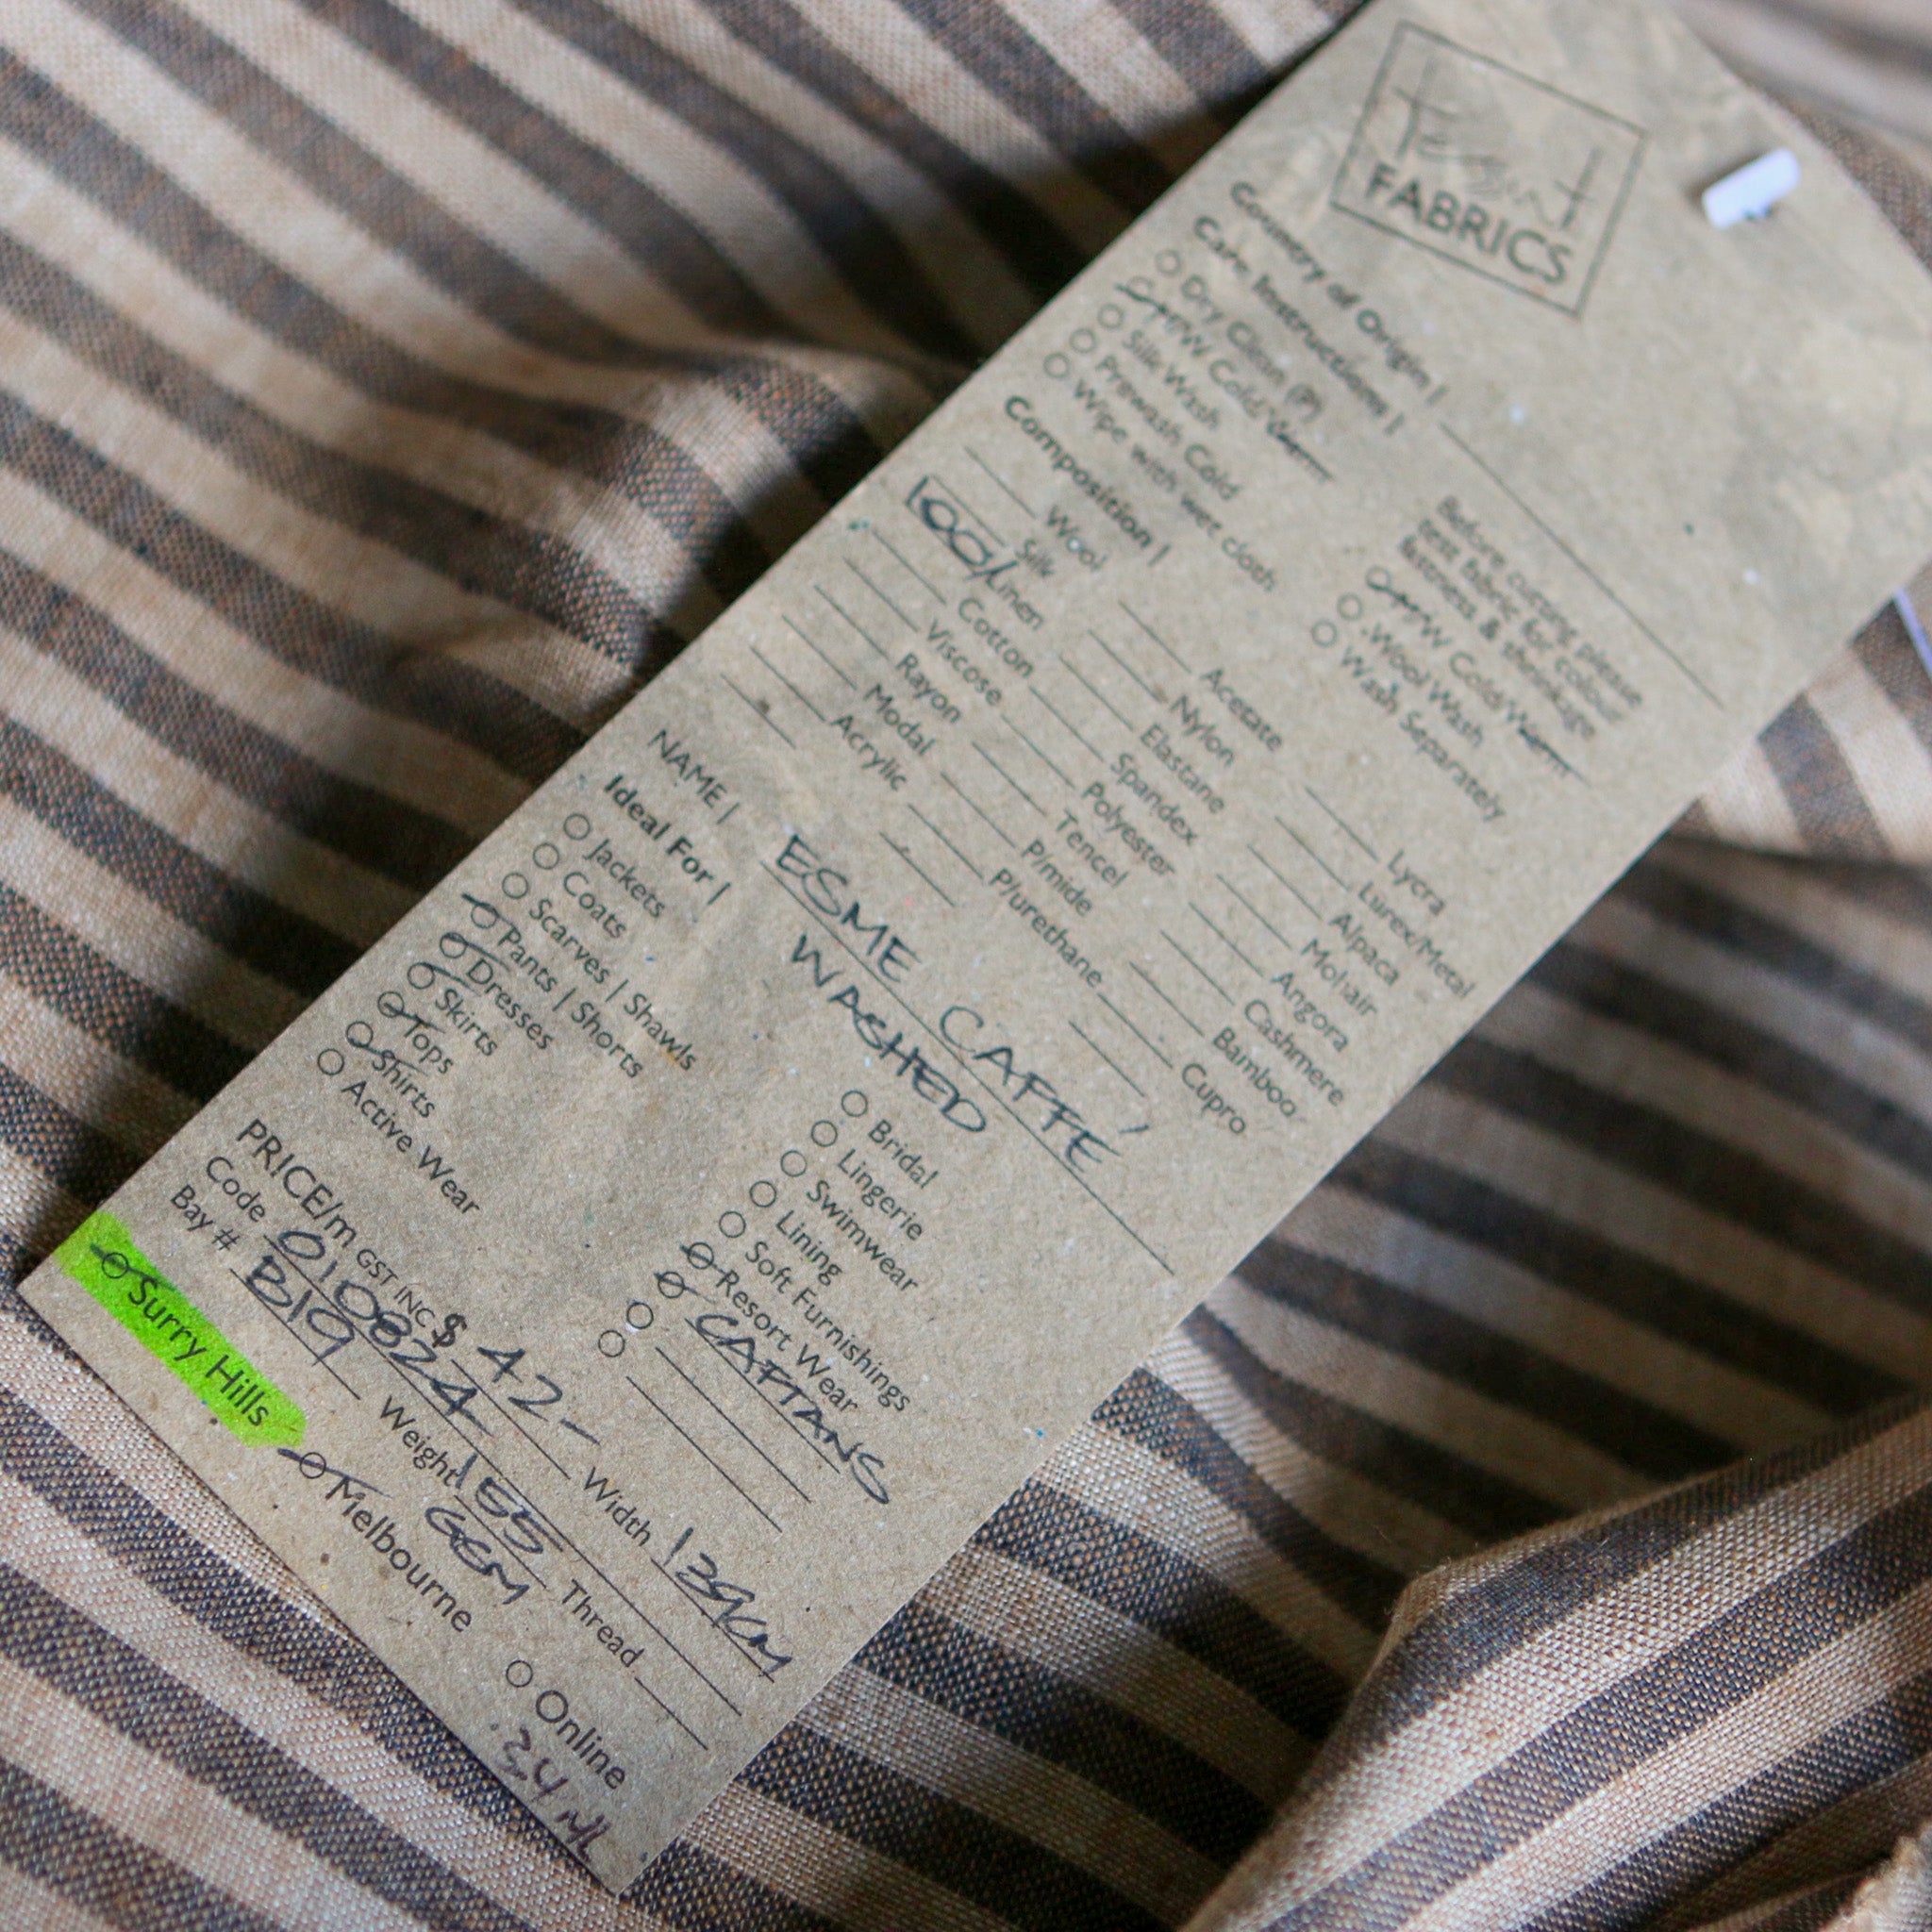 Tessuti
FABRICS
Country of Origin |
Care Instructions |
Before cutting please
test fabric for colour
fastness & shrinkage
Dry Clean (P)
H/W Cold/Warm
Silk Wash
Prewash Cold
Wipe with wet cloth
M/W Cold/Warm
Wool Wash
Wash Separately
Composition |
Wool
Silk
100/ Linen
Cotton
Viscose
Rayon
Modal
Acrylic
Acetate
Nylon
Elastane
Spandex
Polyester
Tencel
P/mide
P/urethane
Lycra
Lurex/Metal
Alpaca
Mohair
Angora
Cashmere
Bamboo
Cupro
NAME | ESME CAFFE,
WASHED
Ideal For |
Jackets
Coats
Scarves | Shawls
Pants | Shorts
Dresses
Skirts
Tops
Shirts
Active Wear
Bridal
Lingerie
Swimwear
Lining
Soft Furnishings
Resort Wear
CAFTANS
PRICE/m GST INC $ 42- Width 139cm
Code 010824 Weight 155 GSM Thread
Bay # B19
Surry Hills Melbourne Online